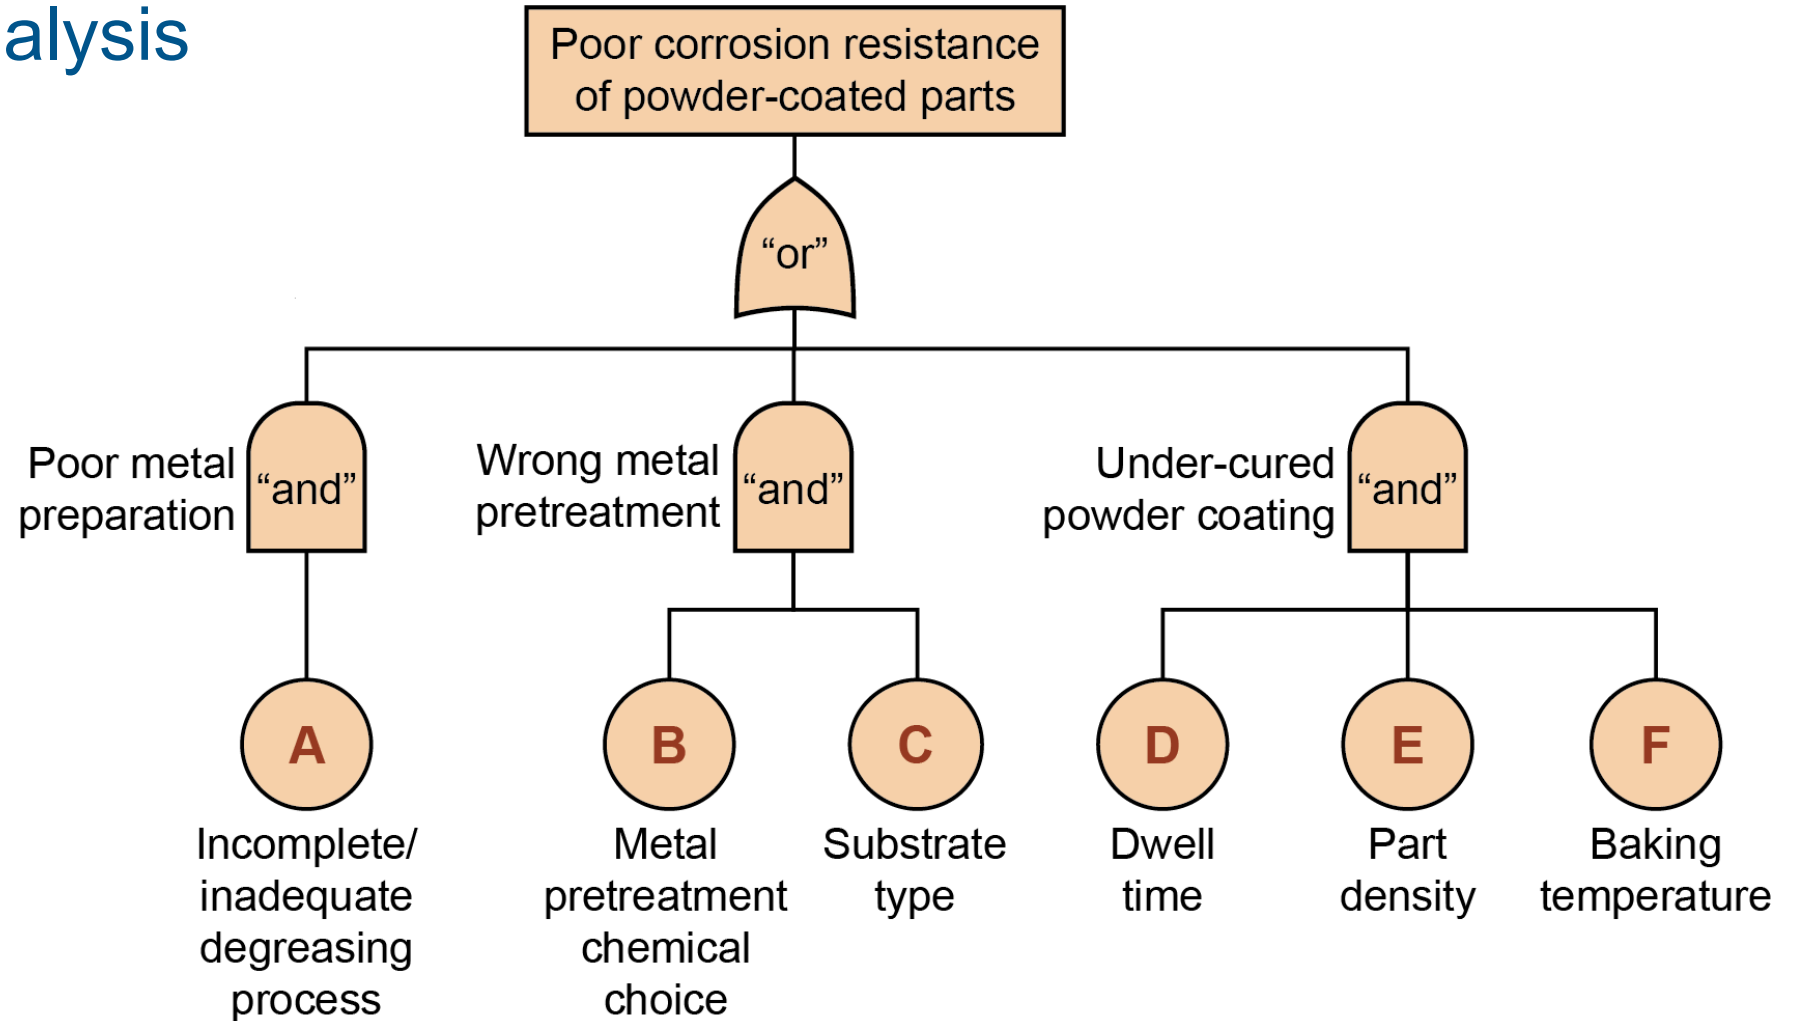 alysis
Poor corrosion resistance
of powder-coated parts
“or”
Poor metal
preparation
“and”
Wrong metal
pretreatment
“and”
Under-cured
powder coating
“and”
A
B
C
D
E
F
Incomplete/
inadequate
degreasing
process
Metal
pretreatment
chemical
choice
Substrate
type
Dwell
time
Part
density
Baking
temperature